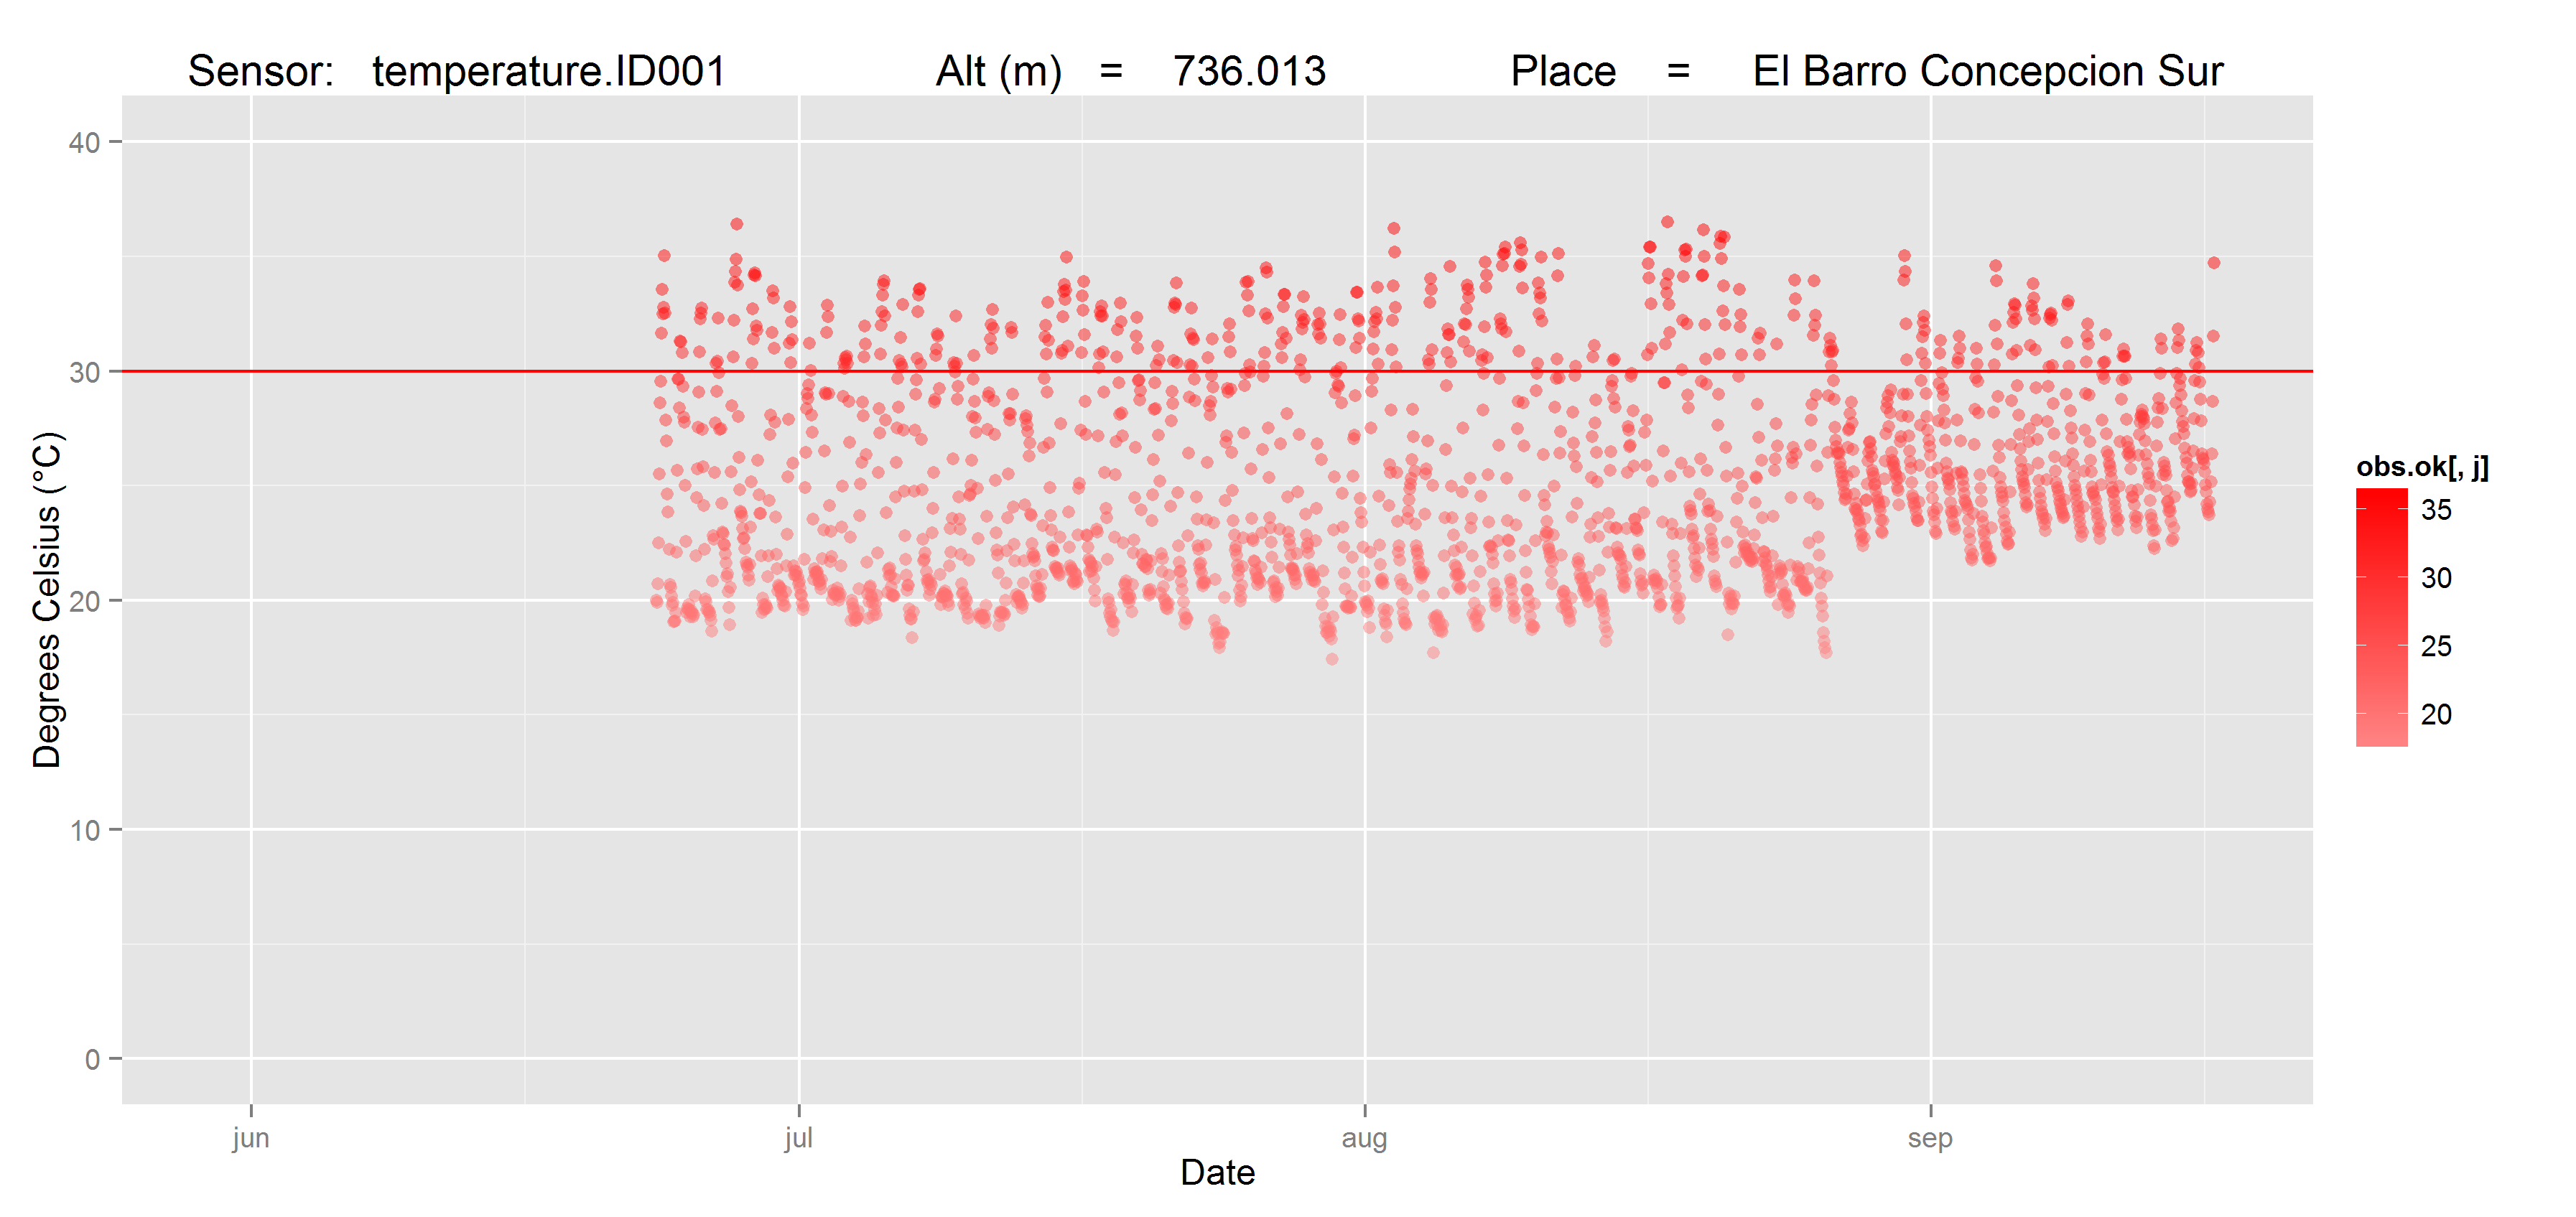 Sensor: temperature.ID001 Alt (m) = 736.013 Place = El Barro Concepcion Sur
40
30
20
10
0
Degrees Celsius (°C)
jun jul aug sep
Date
obs.ok[, j]
35
30
25
20